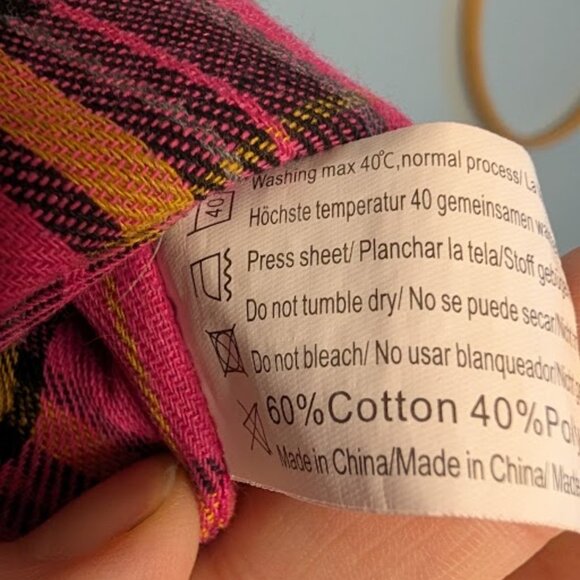 Washing max 40℃,normal process/ La
40
Höchste temperatur 40 gemeinsamen
Press sheet/ Planchar la tela/Stoff
Do not tumble dry/ No se puede secar/
Do not bleach/ No usar blanqueador/
60%Cotton 40%
Made in China/Made in China/